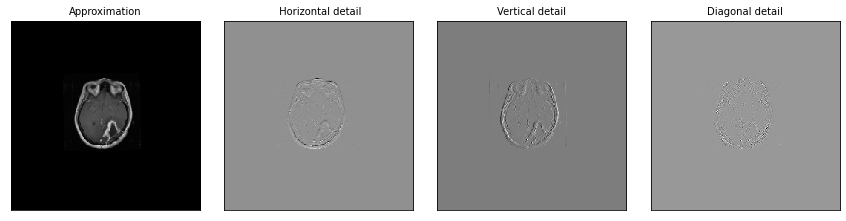 Approximation
Horizontal detail
Vertical detail
Diagonal detail